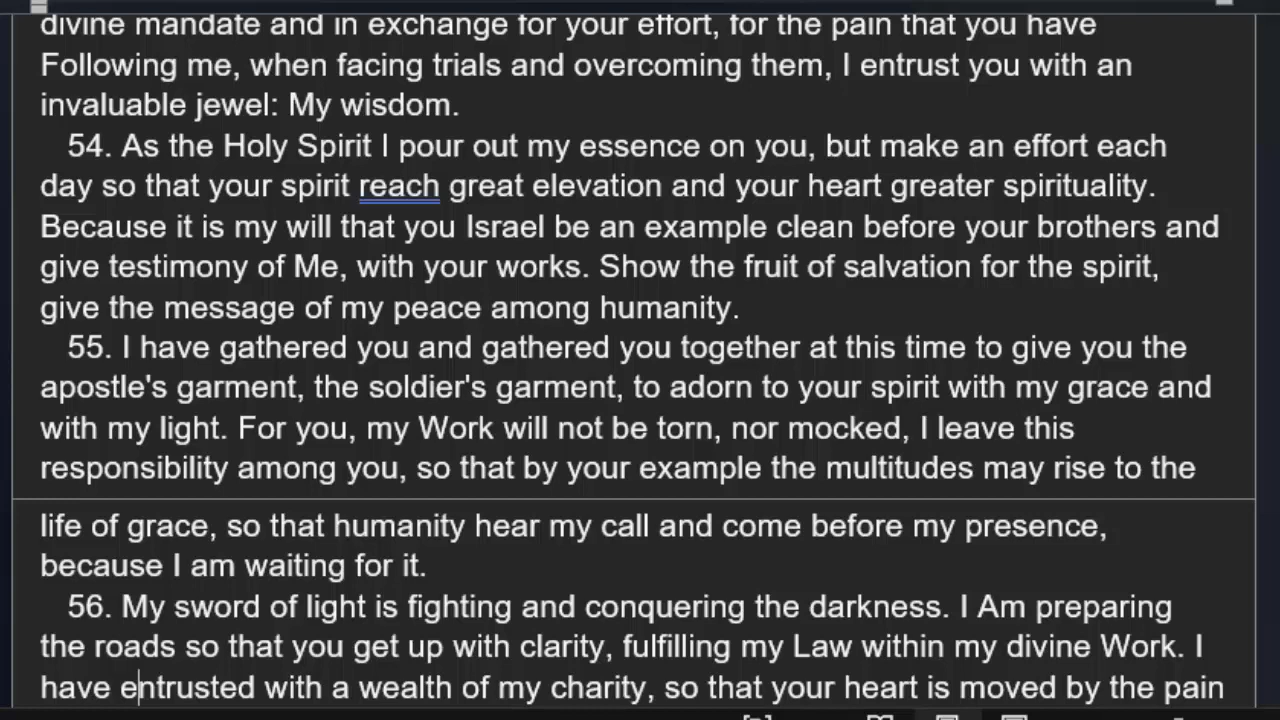 divine mandate and in exchange for your effort, for the pain that you have
Following me, when facing trials and overcoming them, I entrust you with an
invaluable jewel: My wisdom.
54. As the Holy Spirit I pour out my essence on you, but make an effort each
day so that your spirit reach great elevation and your heart greater spirituality.
Because it is my will that you Israel be an example clean before your brothers and
give testimony of Me, with your works. Show the fruit of salvation for the spirit,
give the message of my peace among humanity.
55. I have gathered you and gathered you together at this time to give you the
apostle's garment, the soldier's garment, to adorn to your spirit with my grace and
with my light. For you, my Work will not be torn, nor mocked, I leave this
responsibility among you, so that by your example the multitudes may rise to the
life of grace, so that humanity hear my call and come before my presence,
because I am waiting for it.
56. My sword of light is fighting and conquering the darkness. I Am preparing
the roads so that you get up with clarity, fulfilling my Law within my divine Work. I
have entrusted with a wealth of my charity, so that your heart is moved by the pain